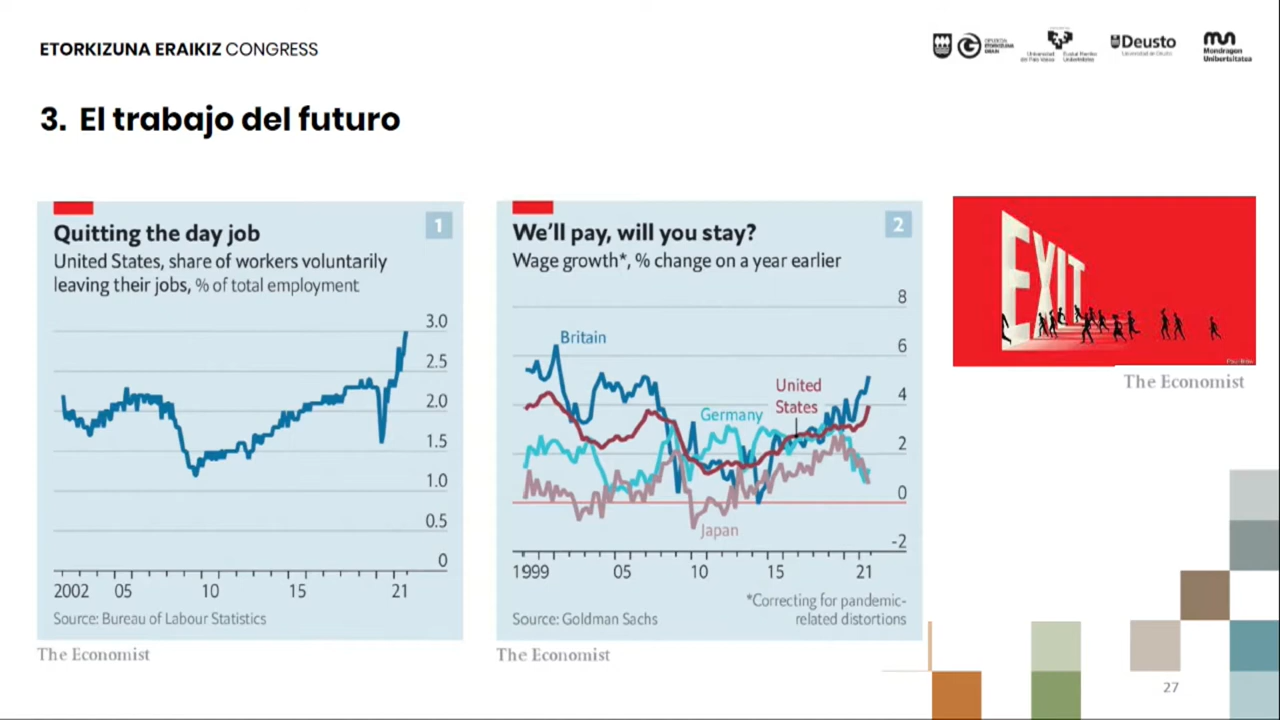 ETORKIZUNA ERAIKIZ CONGRESS
Deusto
Mondragon
Unibertsitatea
3. El trabajo del futuro
1
Quitting the day job
United States, share of workers voluntarily
leaving their jobs, % of total employment
3.0
2.5
2.0
1.5
1.0
0.5
0
2002 05 10 15 21
Source: Bureau of Labour Statistics
The Economist
2
We'll pay, will you stay?
Wage growth*, % change on a year earlier
8
6
4
2
0
-2
Britain
United
States
Germany
Japan
1999 05 10 15 21
*Correcting for pandemic-
related distortions
Source: Goldman Sachs
The Economist
EXIT
The Economist
27